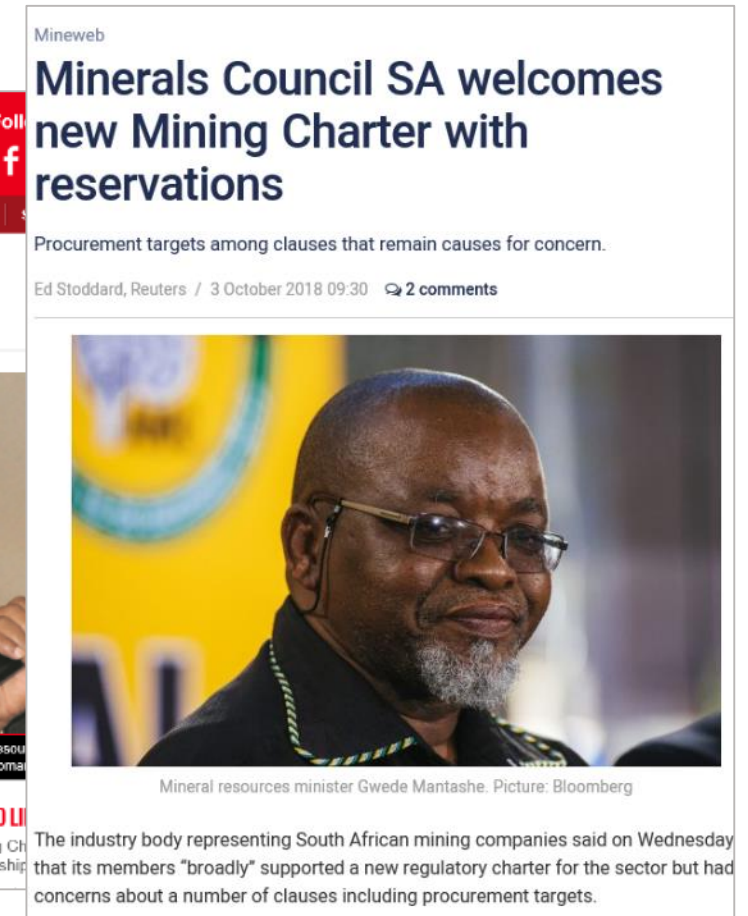 Mineweb
Minerals Council SA welcomes
new Mining Charter with
reservations
Procurement targets among clauses that remain causes for concern.
Ed Stoddard, Reuters / 3 October 2018 09:30 2 comments
Mineral resources minister Gwede Mantashe. Picture: Bloomberg
The industry body representing South African mining companies said on Wednesday
that its members “broadly” supported a new regulatory charter for the sector but had
concerns about a number of clauses including procurement targets.